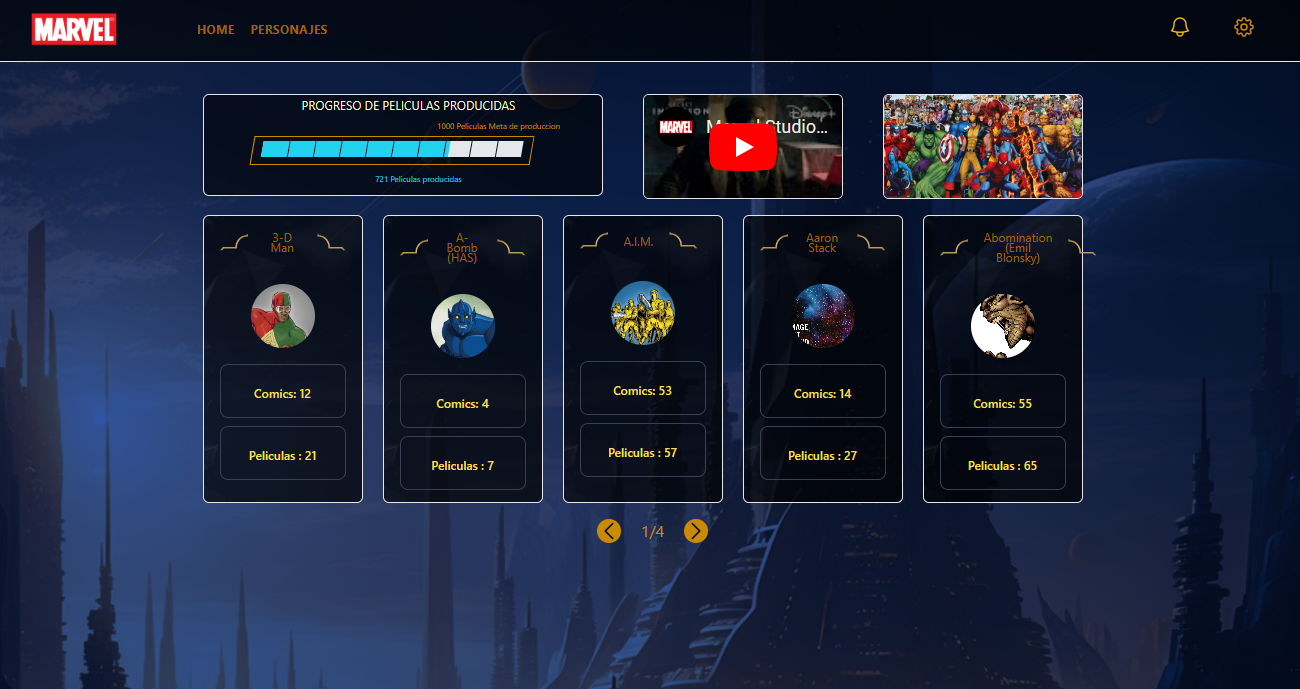 MARVEL
HOME
PERSONAJES
PROGRESO DE PELICULAS PRODUCIDAS
1000 Peliculas Meta de produccion
721 Peliculas producidas
Disney+
MARVEL
Marvel Studio...
3-D
Man
Comics: 12
Peliculas : 21
A-
Bomb
(HAS)
Comics: 4
Peliculas : 7
A.I.M.
Comics: 53
Peliculas : 57
Aaron
Stack
Comics: 14
Peliculas : 27
Abomination
(Emil
Blonsky)
Comics: 55
Peliculas : 65
1/4